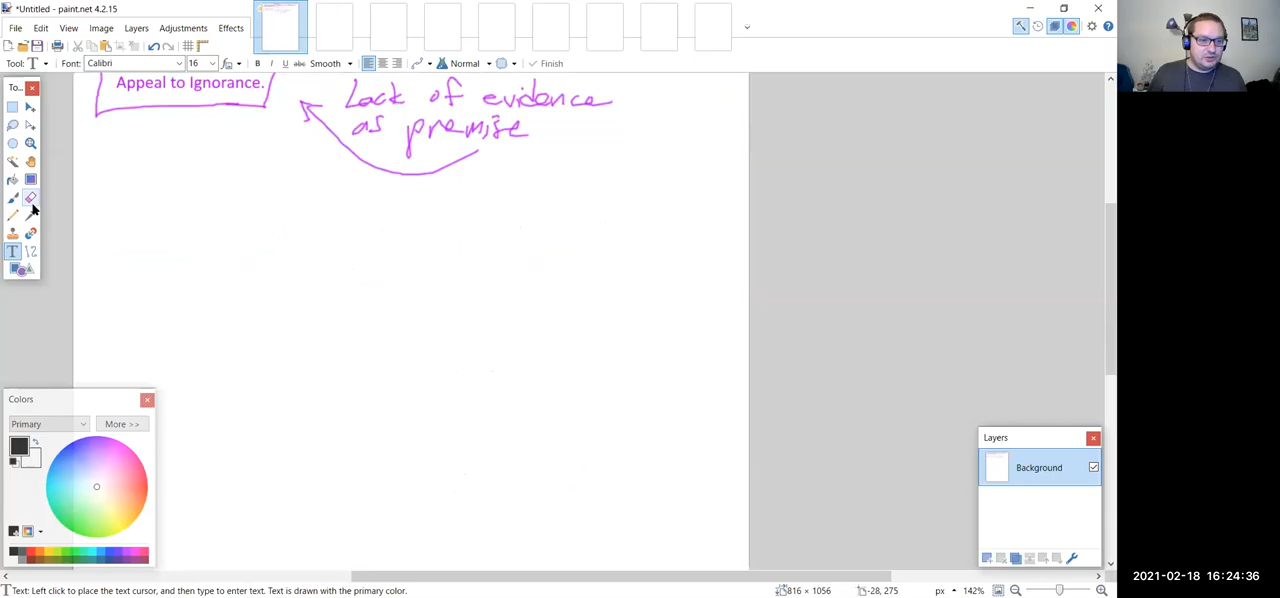 *Untitled - paint.net 4.2.15
File Edit View Image Layers Adjustments Effects
Tool: T Font: Calibri 16 fx B I U abc Smooth Normal Finish
To...
Appeal to Ignorance.
Lack of evidence
as premise
Colors
Primary More >>
Layers
Background
2021-02-18 16:24:36
Text: Left click to place the text cursor, and then type to enter text. Text is drawn with the primary color.
816 x 1056 -28, 275 px 142%